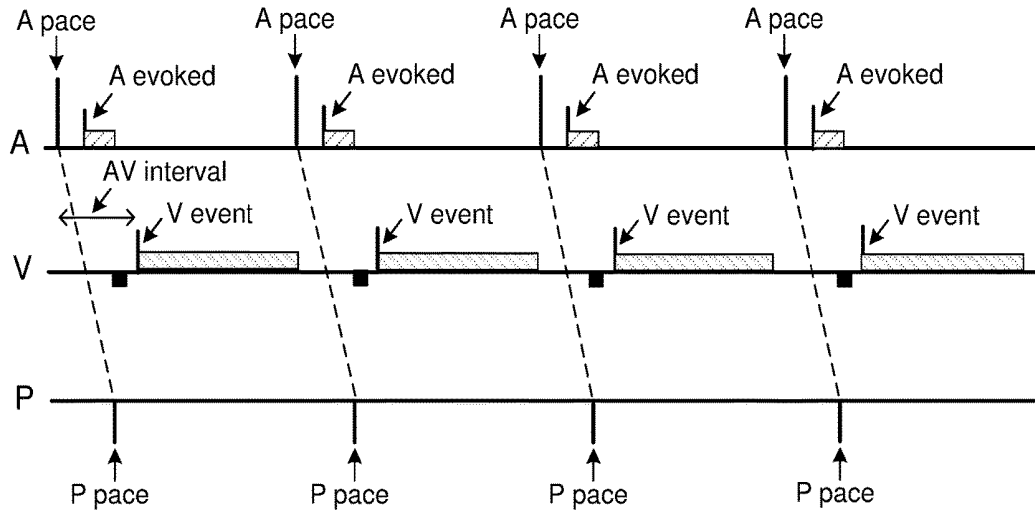 A pace A pace A pace A pace
A evoked A evoked A evoked A evoked
A
AV interval
V event V event V event V event
V
P
P pace P pace P pace P pace